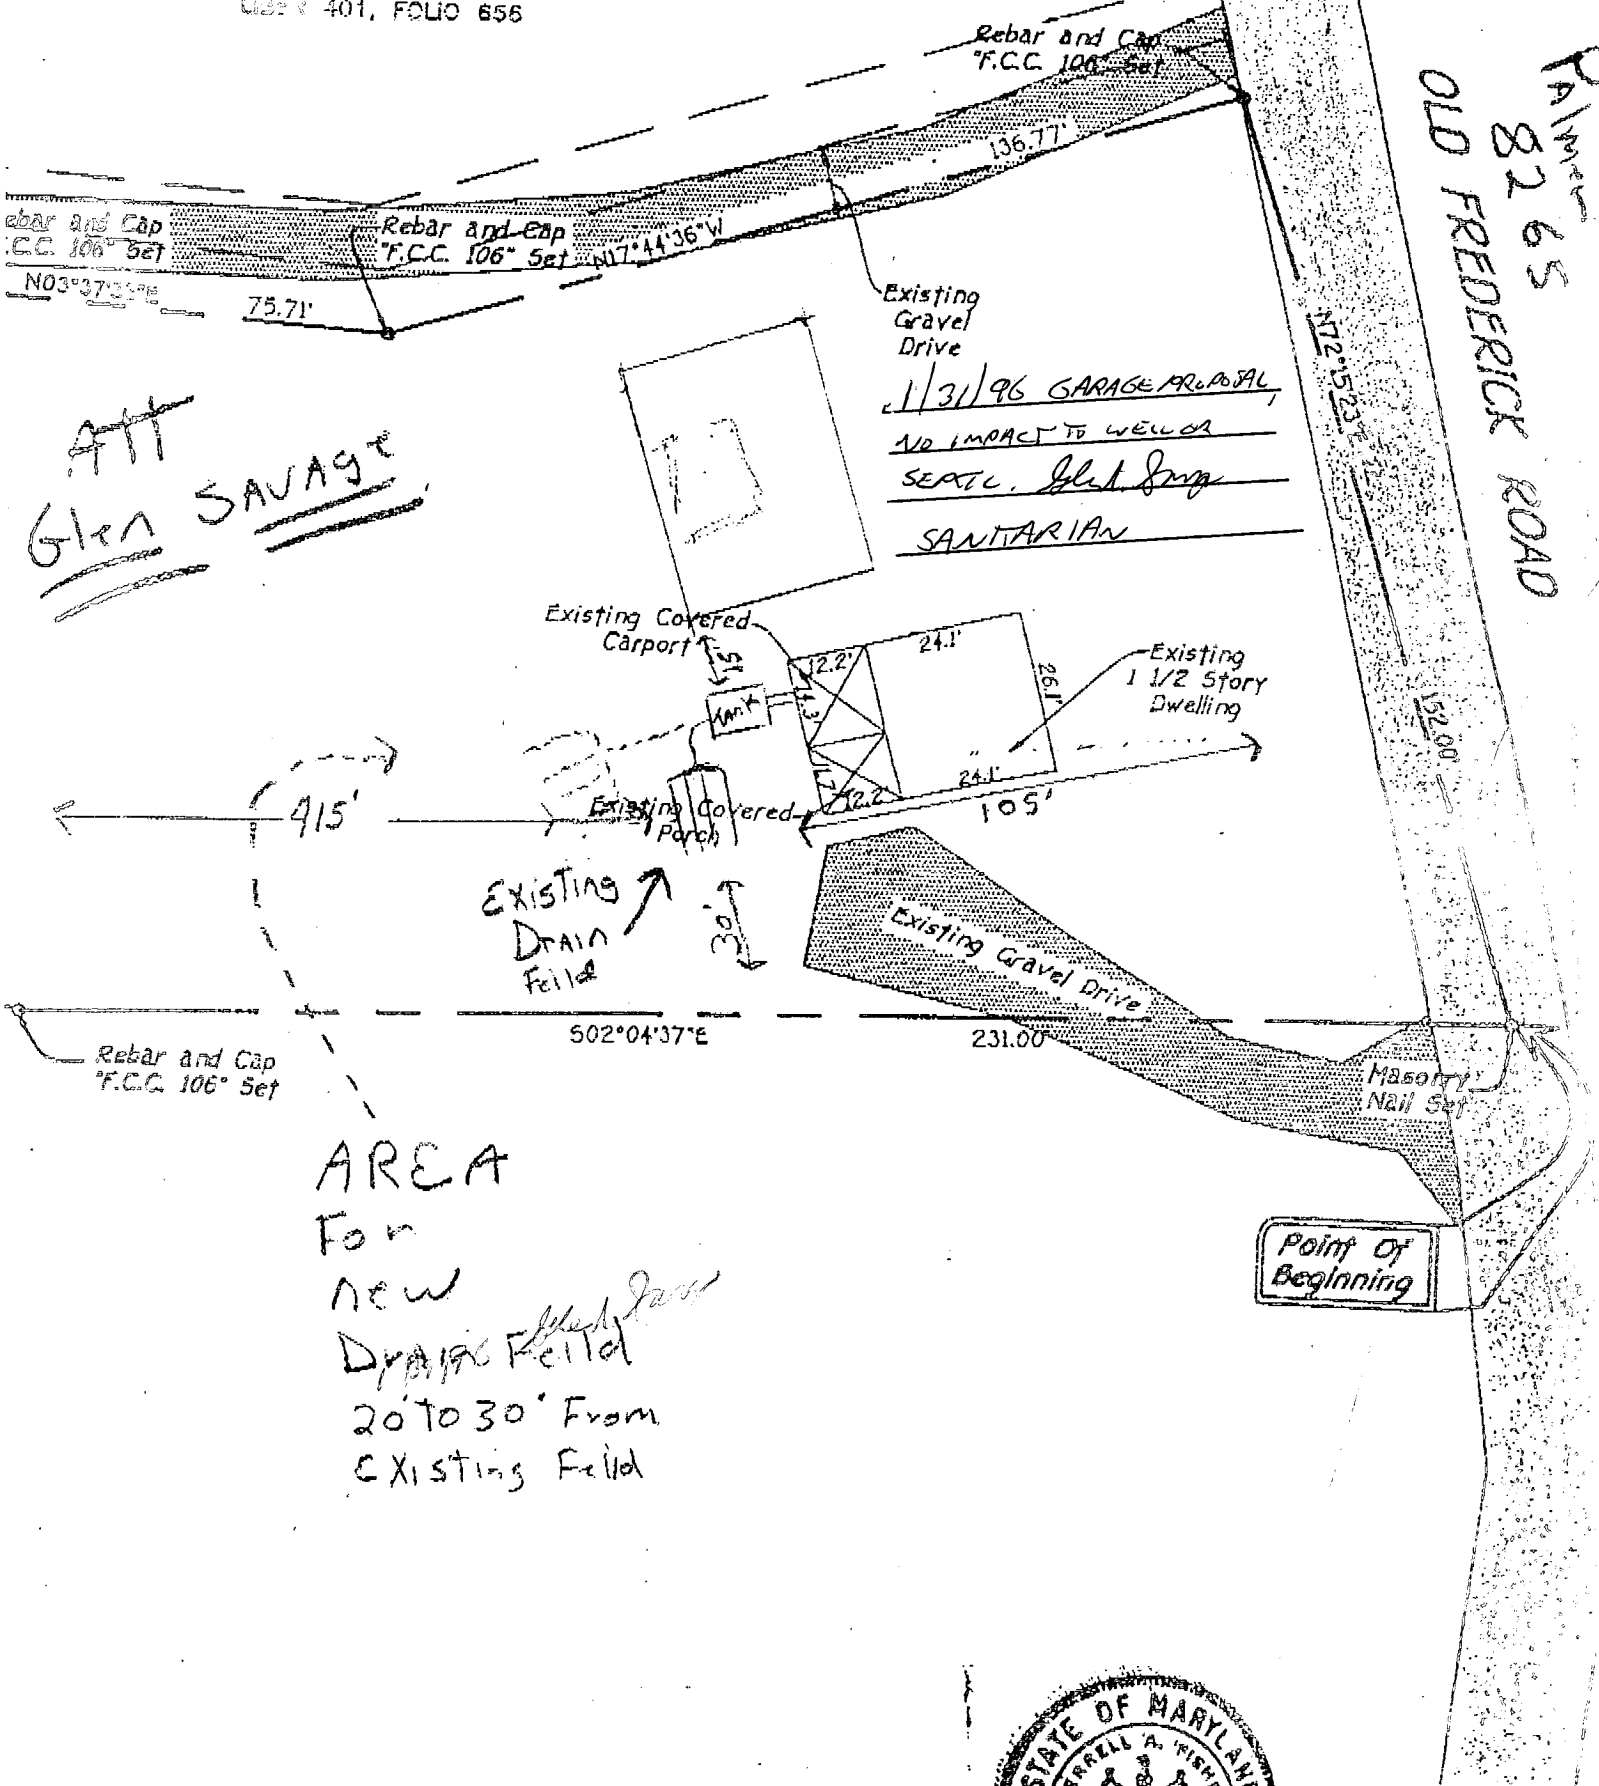 401, FOLIO 656
Rebar and Cap
"F.C.C. 106" Set
136.77'
Palmer
8265
OLD FREDERICK ROAD
ebar and Cap
.C.C. 106" Set
Rebar and Cap
"F.C.C. 106" Set
N17°44'36"W
75.71'
Existing
Gravel
Drive
1/31/96 GARAGE PROPOSAL,
NO IMPACT TO WELL OR
SEPTIC.
SANITARIAN
Att
Glen SAVAge
Existing Covered
Carport
15'
TANK
12.2'
24.1'
26.1'
14.3'
11.7'
12.2'
24.1'
Existing
1 1/2 Story
Dwelling
152.00'
415'
105'
Existing Covered
Porch
Existing
Drain
Feild
30'
Existing Gravel Drive
S02°04'37"E
231.00'
Rebar and Cap
"F.C.C. 106" Set
Masonry
Nail Set
Point Of
Beginning
AREA
For
new
Drain Feild
20' To 30' From
Existing Feild
STATE OF MARYLAND